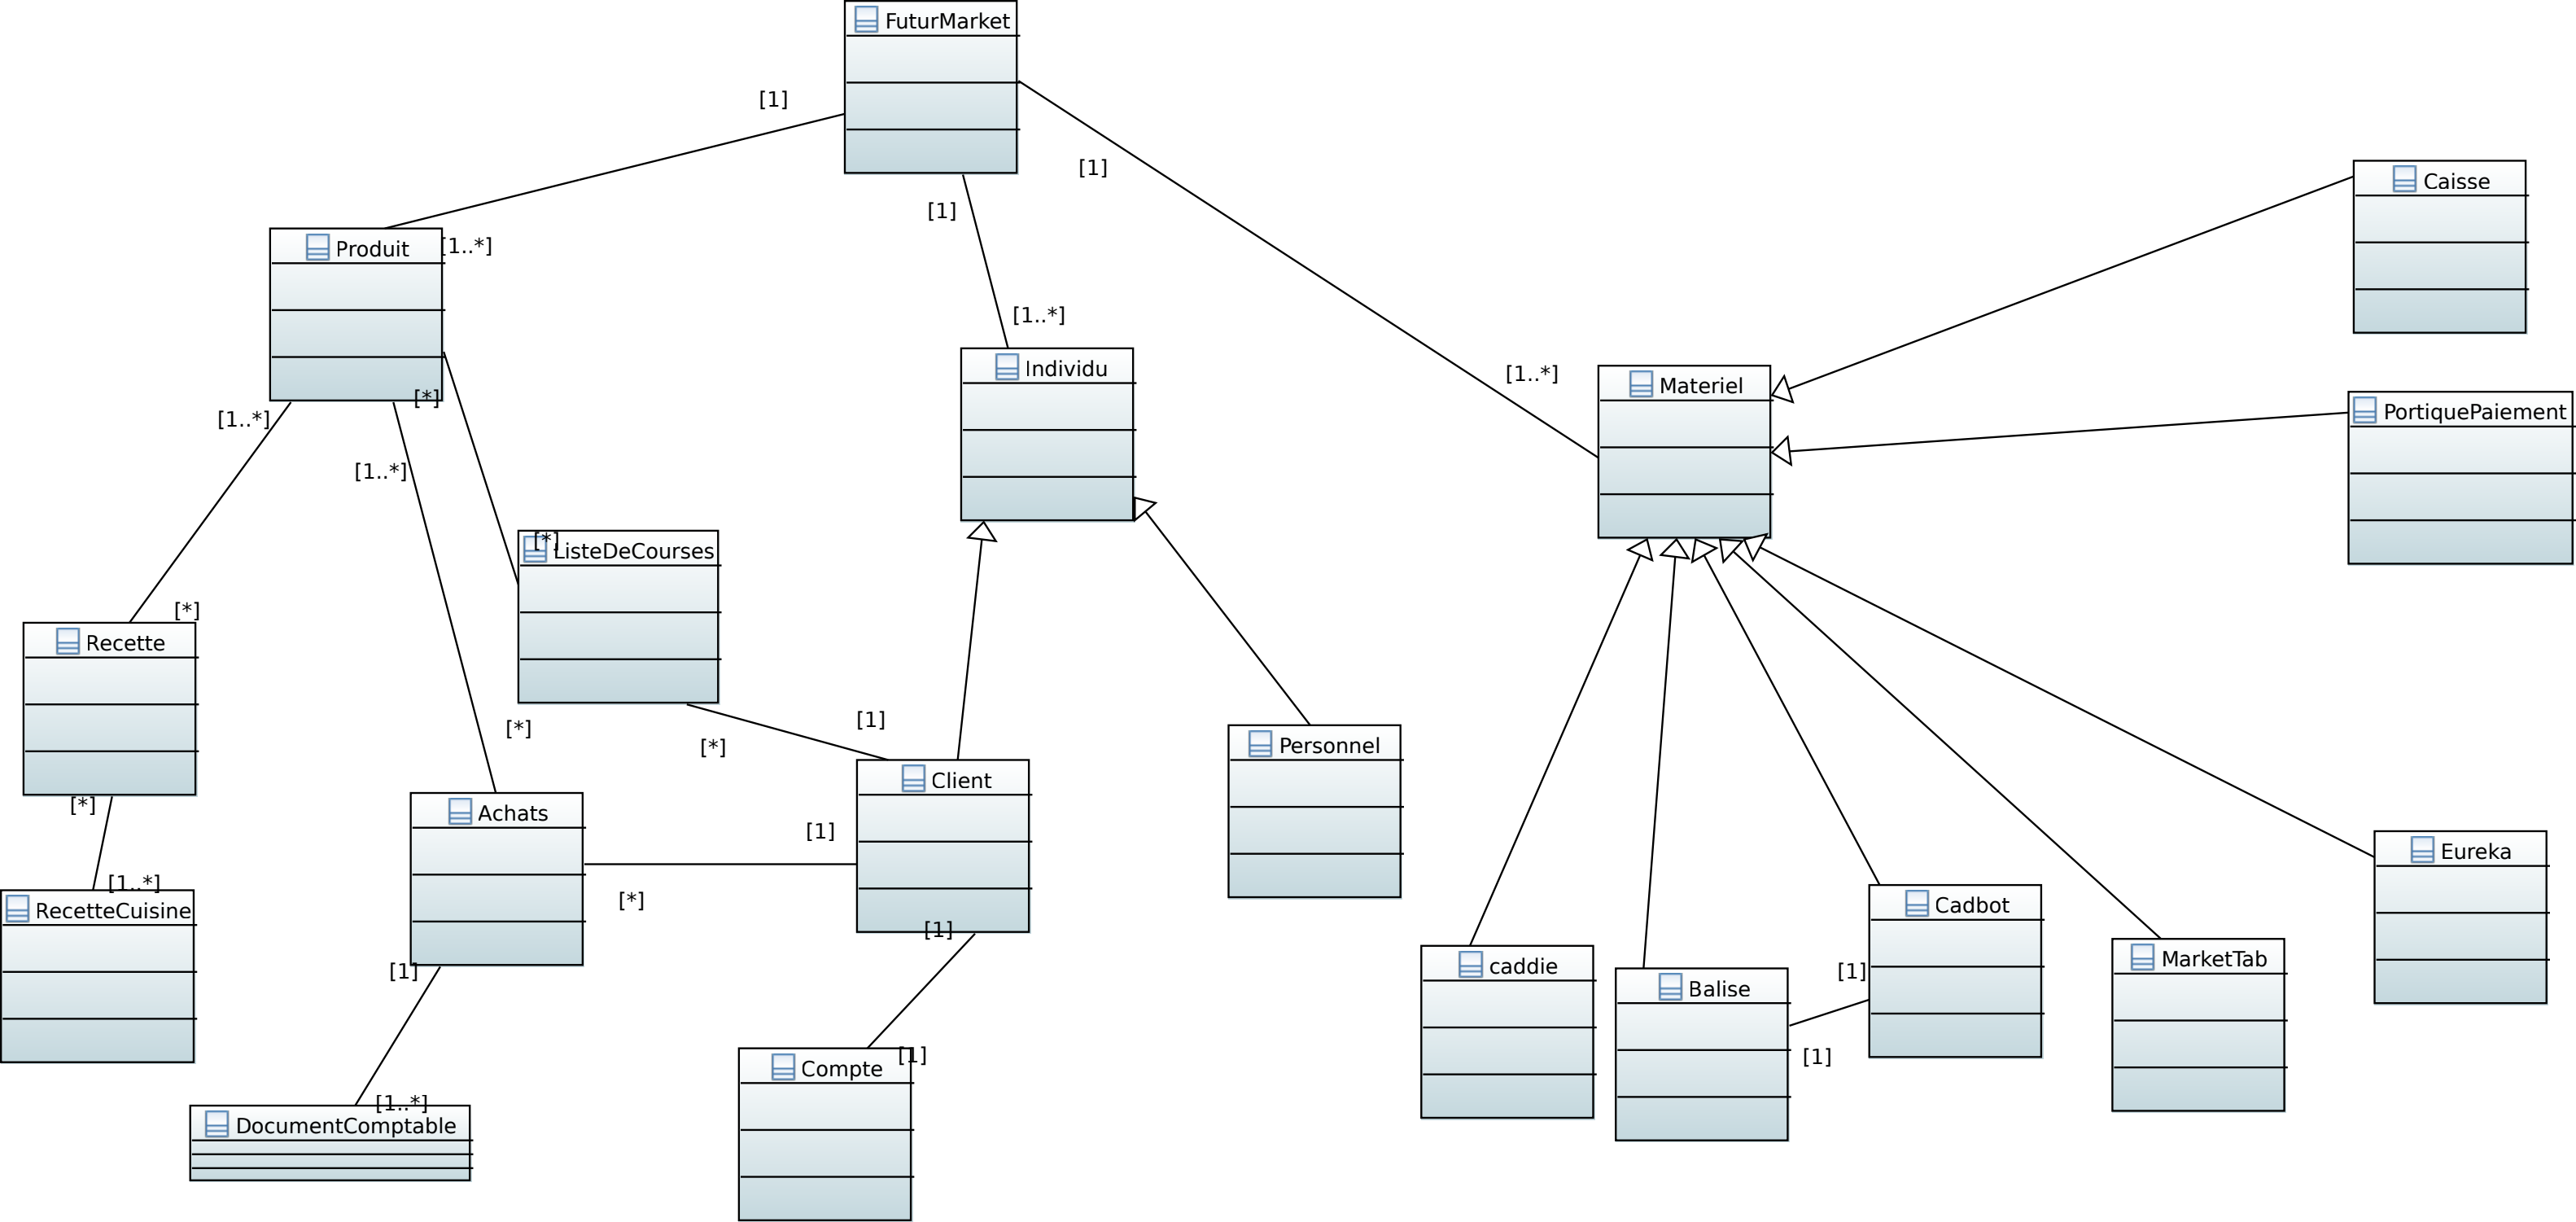 FuturMarket
[1]
[1]
[1]
Caisse
Produit
[1..*]
[1..*]
Individu
[1..*]
Materiel
[*]
PortiquePaiement
[1..*]
[1..*]
[*]
ListeDeCourses
[*]
Recette
[*]
[1]
[*]
Personnel
Client
[*]
Achats
[1]
[1..*]
[*]
Eureka
RecetteCuisine
[1]
Cadbot
[1]
caddie
MarketTab
[1]
Balise
[1]
[1]
Compte
[1..*]
DocumentComptable